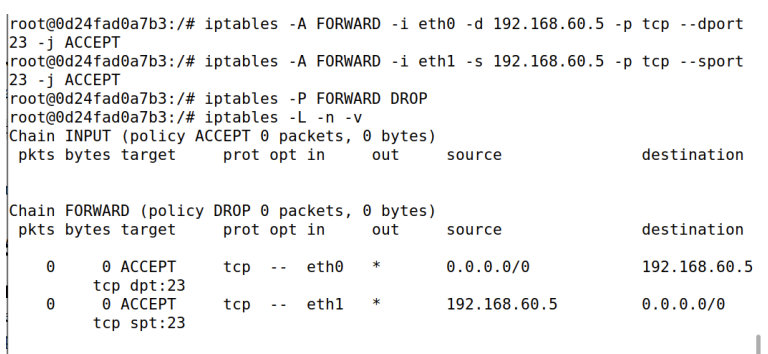 root@0d24fad0a7b3:/# iptables -A FORWARD -i eth0 -d 192.168.60.5 -p tcp --dport
23 -j ACCEPT
root@0d24fad0a7b3:/# iptables -A FORWARD -i eth1 -s 192.168.60.5 -p tcp --sport
23 -j ACCEPT
root@0d24fad0a7b3:/# iptables -P FORWARD DROP
root@0d24fad0a7b3:/# iptables -L -n -v
Chain INPUT (policy ACCEPT 0 packets, 0 bytes)
 pkts bytes target     prot opt in     out     source               destination
Chain FORWARD (policy DROP 0 packets, 0 bytes)
 pkts bytes target     prot opt in     out     source               destination
    0     0 ACCEPT     tcp  --  eth0   *       0.0.0.0/0            192.168.60.5
         tcp dpt:23
    0     0 ACCEPT     tcp  --  eth1   *       192.168.60.5         0.0.0.0/0
         tcp spt:23